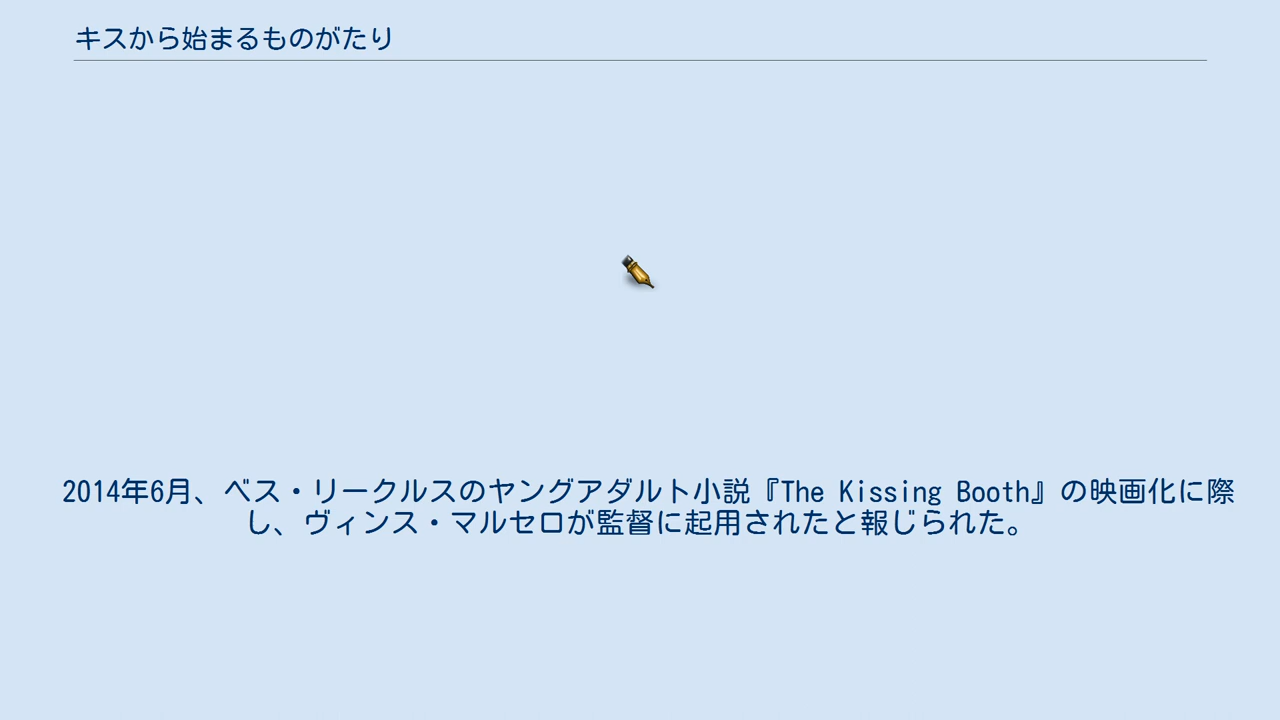 キスから始まるものがたり
2014年6月、ベス・リークルスのヤングアダルト小説『The Kissing Booth』の映画化に際
し、ヴィンス・マルセロが監督に起用されたと報じられた。